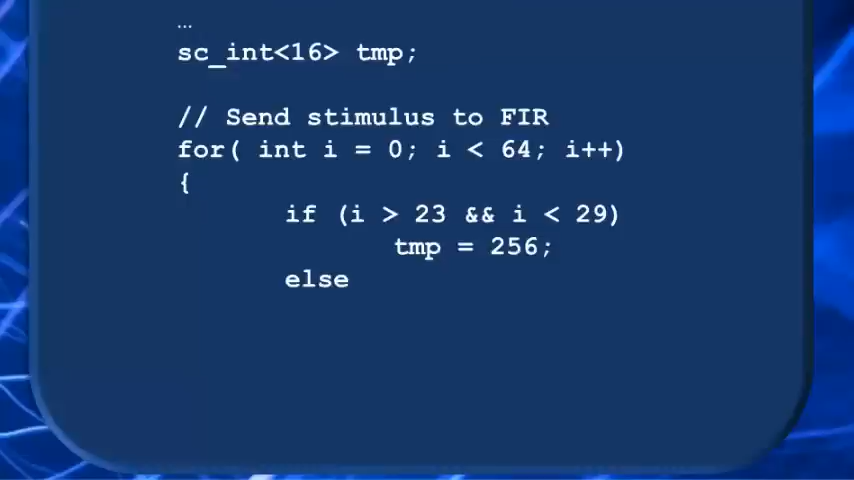 ...
sc_int<16> tmp;
// Send stimulus to FIR
for( int i = 0; i < 64; i++)
{
if (i > 23 && i < 29)
tmp = 256;
else